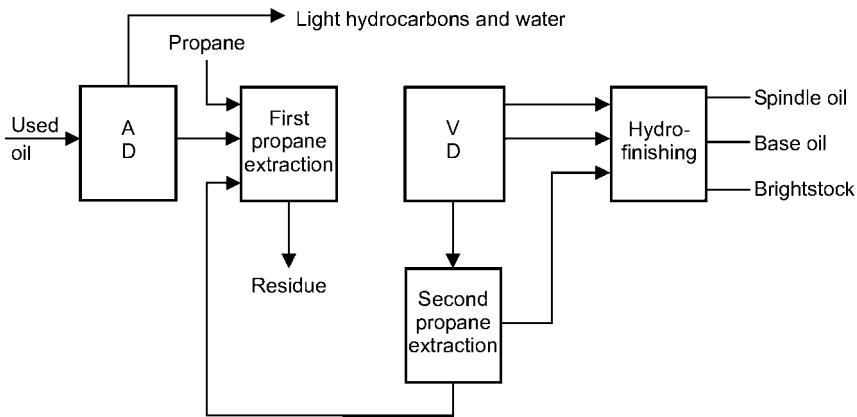 Light hydrocarbons and water
Propane
Used
oil
A
D
First
propane
extraction
V
D
Hydro-
finishing
Spindle oil
Base oil
Brightstock
Residue
Second
propane
extraction